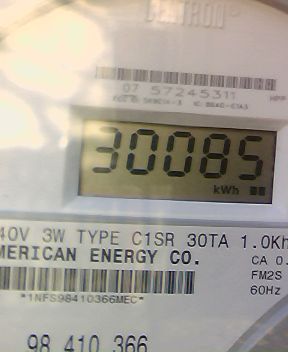 CENTRON®
07 57245311
30085
kWh
40V 3W TYPE C1SR 30TA 1.0Kh
MERICAN ENERGY CO.
CA 0.
FM2S
*1NFS98410366MEC*
60Hz
98 410 366